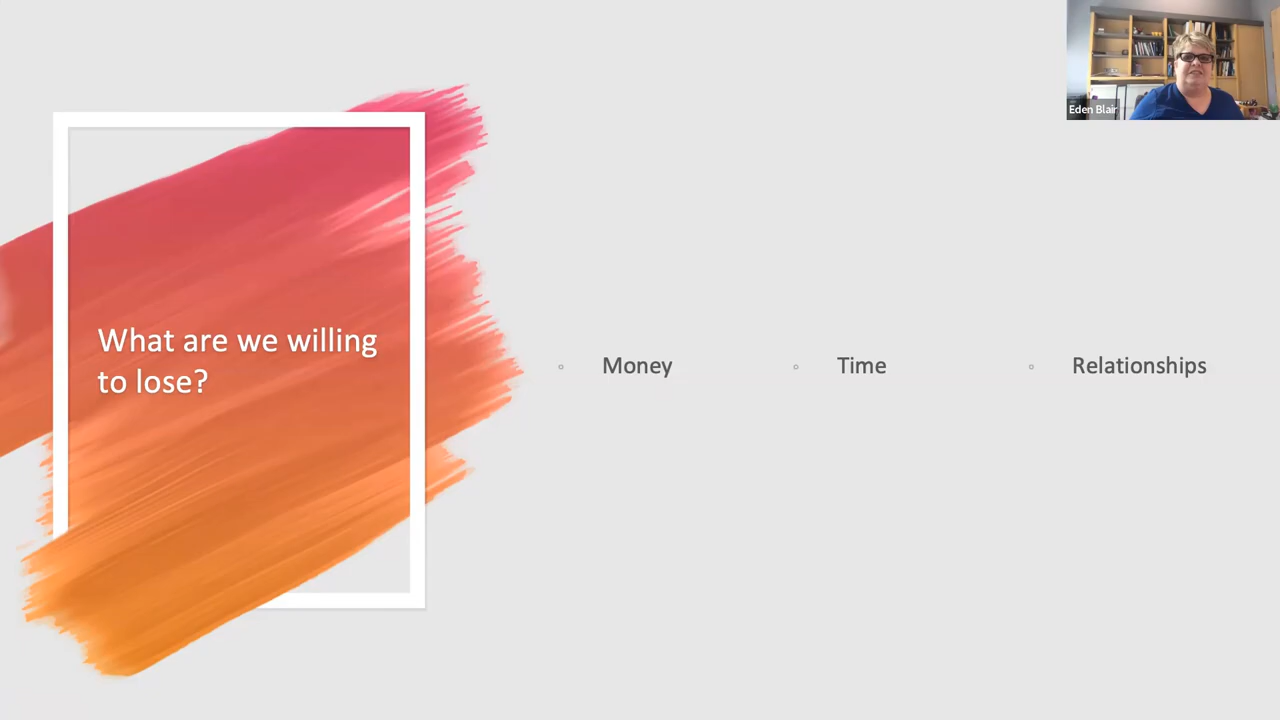 What are we willing
to lose?
Money
Time
Relationships
Eden Blair